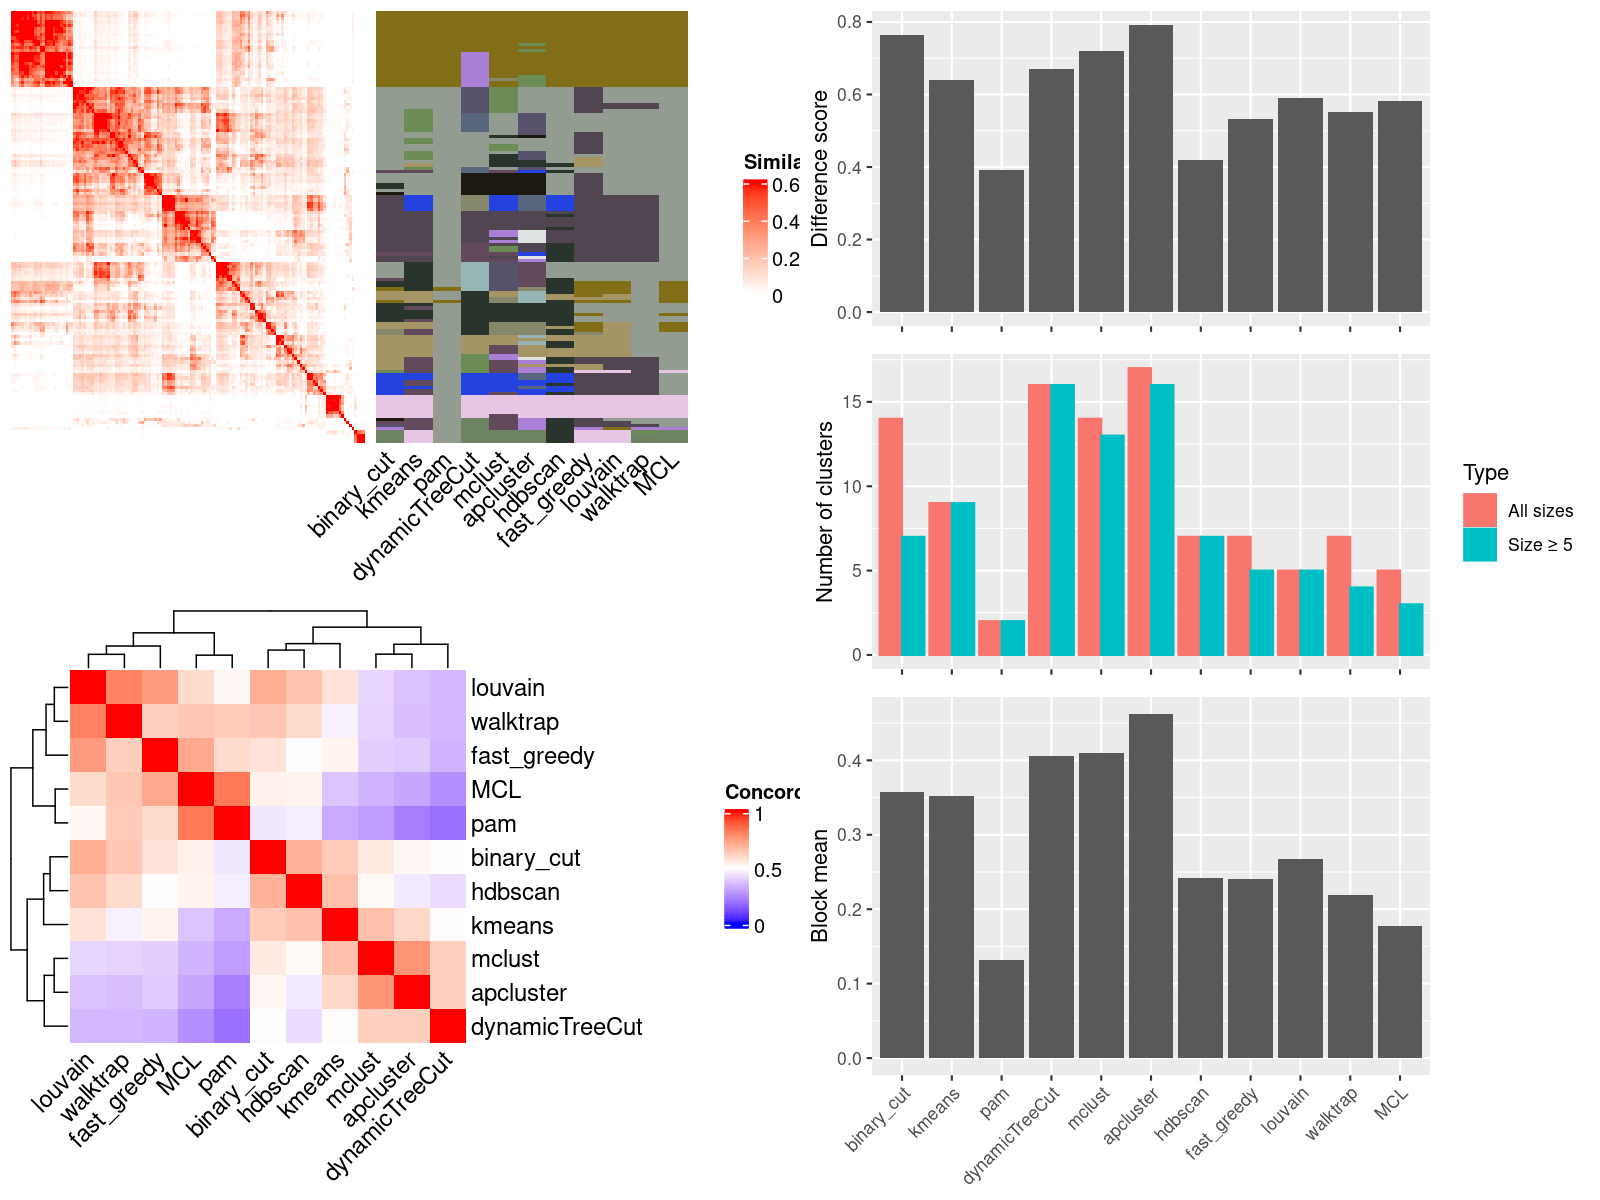 Simila
0.6
0.4
0.2
0
binary_cut
kmeans
pam
dynamicTreeCut
mclust
apcluster
hdbscan
fast_greedy
louvain
walktrap
MCL
louvain
walktrap
fast_greedy
MCL
pam
binary_cut
hdbscan
kmeans
mclust
apcluster
dynamicTreeCut
louvain
walktrap
fast_greedy
MCL
pam
binary_cut
hdbscan
kmeans
mclust
apcluster
dynamicTreeCut
Concord
1
0.5
0
Difference score
0.8
0.6
0.4
0.2
0.0
Number of clusters
15
10
5
0
Type
All sizes
Size ≥ 5
Block mean
0.4
0.3
0.2
0.1
0.0
binary_cut
kmeans
pam
dynamicTreeCut
mclust
apcluster
hdbscan
fast_greedy
louvain
walktrap
MCL